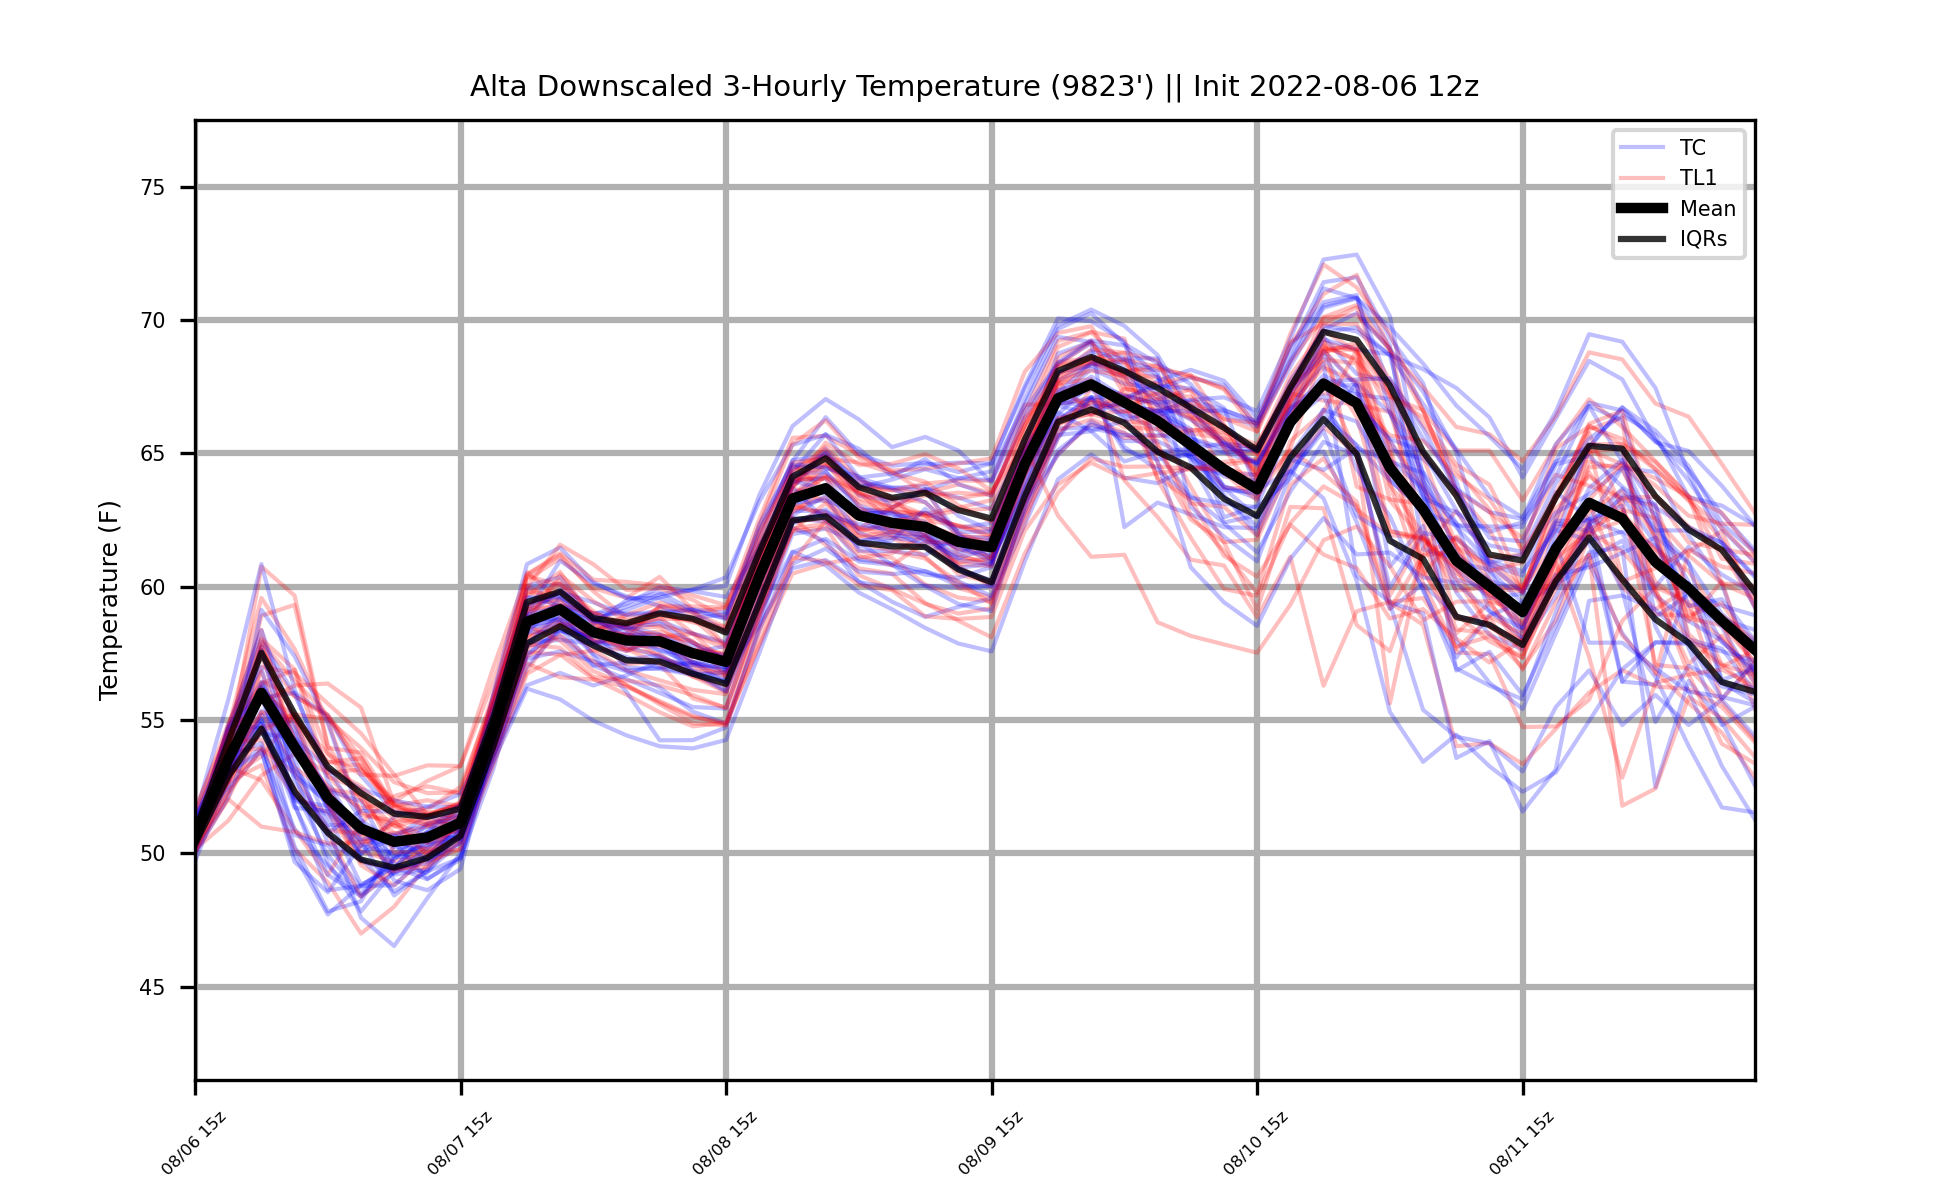 Alta Downscaled 3-Hourly Temperature (9823') || Init 2022-08-06 12z
TC
TL1
Mean
IQRs
Temperature (F)
75
70
65
60
55
50
45
08/06 15z
08/07 15z
08/08 15z
08/09 15z
08/10 15z
08/11 15z